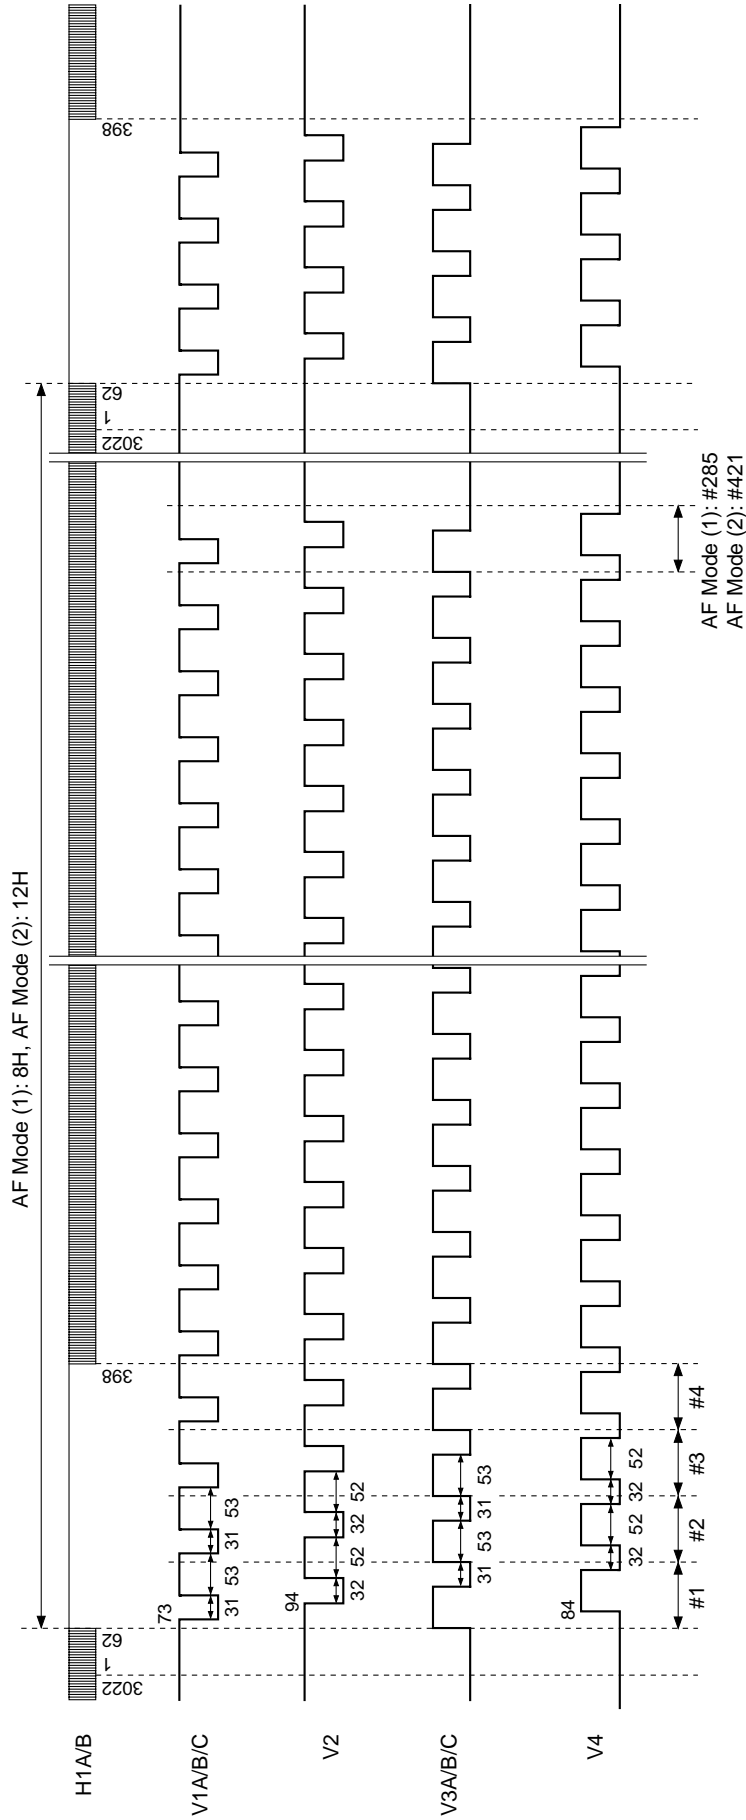 AF Mode (1): 8H, AF Mode (2): 12H
H1A/B
3022 1 62 398 3022 1 62 398
73
V1A/B/C
31 53 31 53
94
V2
32 52 32 52
V3A/B/C
31 53 31 53
84
V4
32 52 32 52
#1 #2 #3 #4
AF Mode (1): #285
AF Mode (2): #421